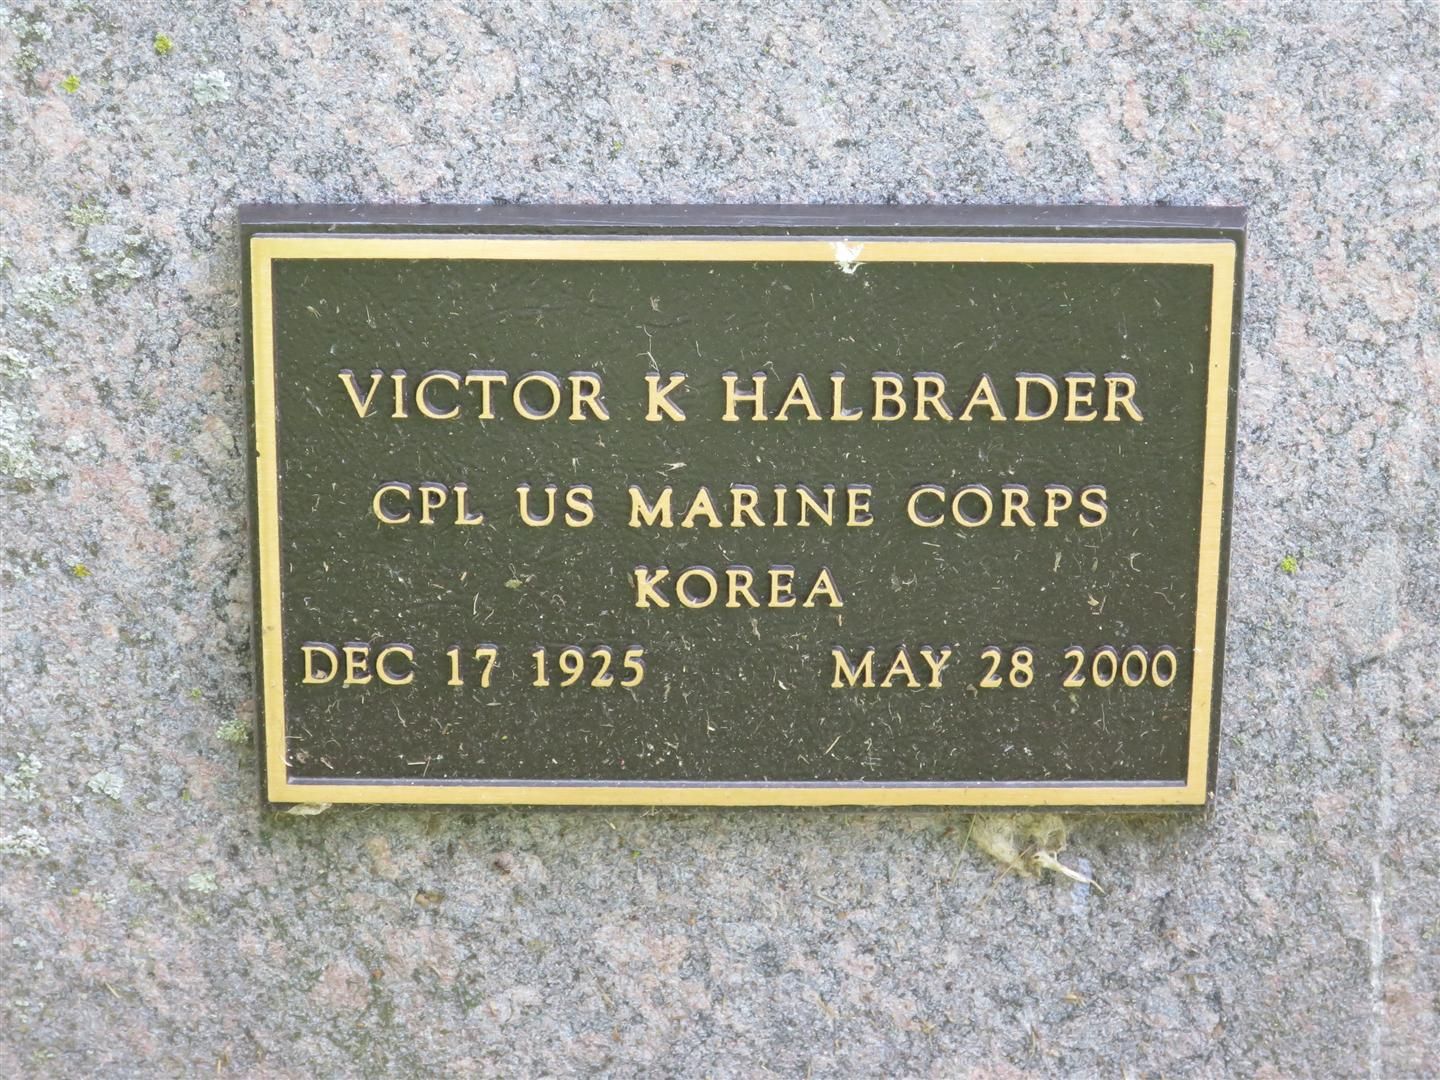 VICTOR K HALBRADER
CPL US MARINE CORPS
KOREA
DEC 17 1925 MAY 28 2000